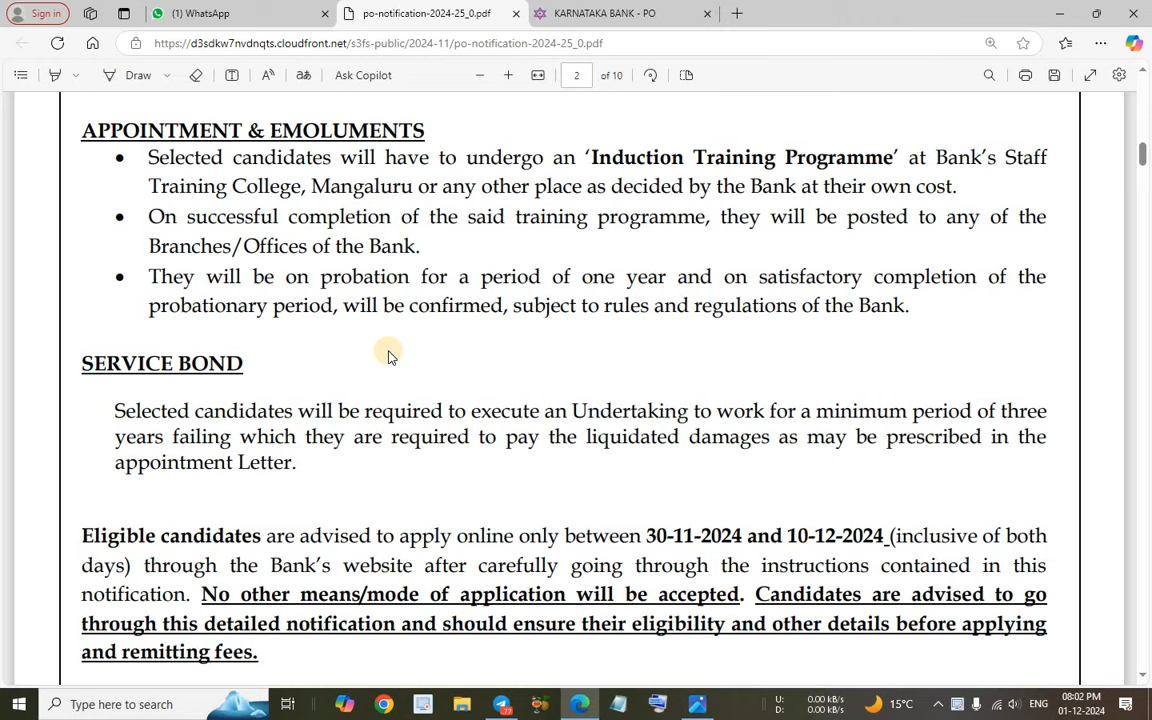 Sign in
(1) WhatsApp
po-notification-2024-25_0.pdf
KARNATAKA BANK - PO
https://d3sdkw7nvdnqts.cloudfront.net/s3fs-public/2024-11/po-notification-2024-25_0.pdf
Draw
Ask Copilot
2 of 10
APPOINTMENT & EMOLUMENTS
• Selected candidates will have to undergo an ‘Induction Training Programme’ at Bank’s Staff
Training College, Mangaluru or any other place as decided by the Bank at their own cost.
• On successful completion of the said training programme, they will be posted to any of the
Branches/Offices of the Bank.
• They will be on probation for a period of one year and on satisfactory completion of the
probationary period, will be confirmed, subject to rules and regulations of the Bank.
SERVICE BOND
Selected candidates will be required to execute an Undertaking to work for a minimum period of three
years failing which they are required to pay the liquidated damages as may be prescribed in the
appointment Letter.
Eligible candidates are advised to apply online only between 30-11-2024 and 10-12-2024 (inclusive of both
days) through the Bank’s website after carefully going through the instructions contained in this
notification. No other means/mode of application will be accepted. Candidates are advised to go
through this detailed notification and should ensure their eligibility and other details before applying
and remitting fees.
Type here to search
U: 0.00 kB/s
D: 0.00 kB/s
15°C
ENG
08:02 PM
01-12-2024